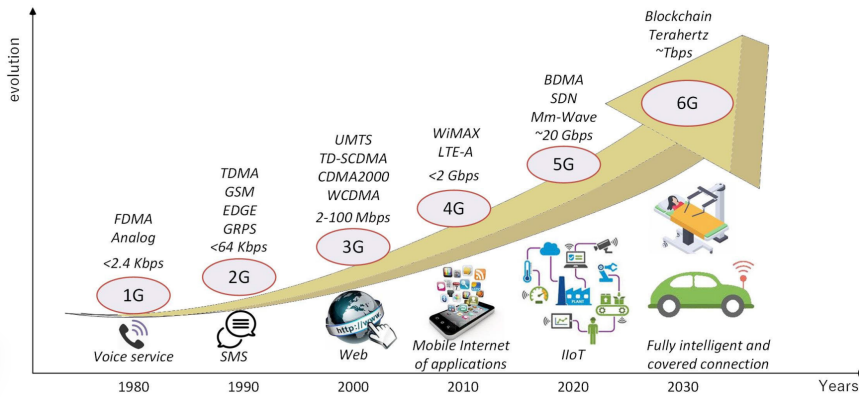 evolution
FDMA
Analog
<2.4 Kbps
1G
Voice service
TDMA
GSM
EDGE
GRPS
<64 Kbps
2G
SMS
UMTS
TD-SCDMA
CDMA2000
WCDMA
2-100 Mbps
3G
http://www.
Web
WiMAX
LTE-A
<2 Gbps
4G
Mobile Internet
of applications
BDMA
SDN
Mm-Wave
~20 Gbps
5G
PLANT
IIoT
Blockchain
Terahertz
~Tbps
6G
Fully intelligent and
covered connection
1980 1990 2000 2010 2020 2030 Years